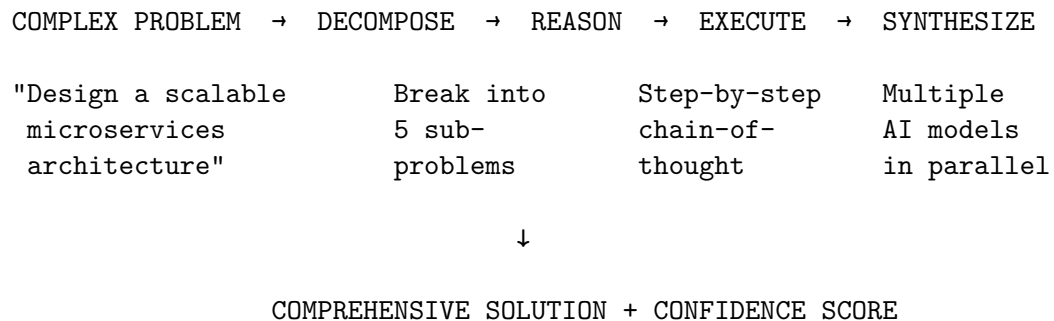 COMPLEX PROBLEM → DECOMPOSE → REASON → EXECUTE → SYNTHESIZE
"Design a scalable Break into Step-by-step Multiple
microservices 5 sub- chain-of- AI models
architecture" problems thought in parallel
↓
COMPREHENSIVE SOLUTION + CONFIDENCE SCORE